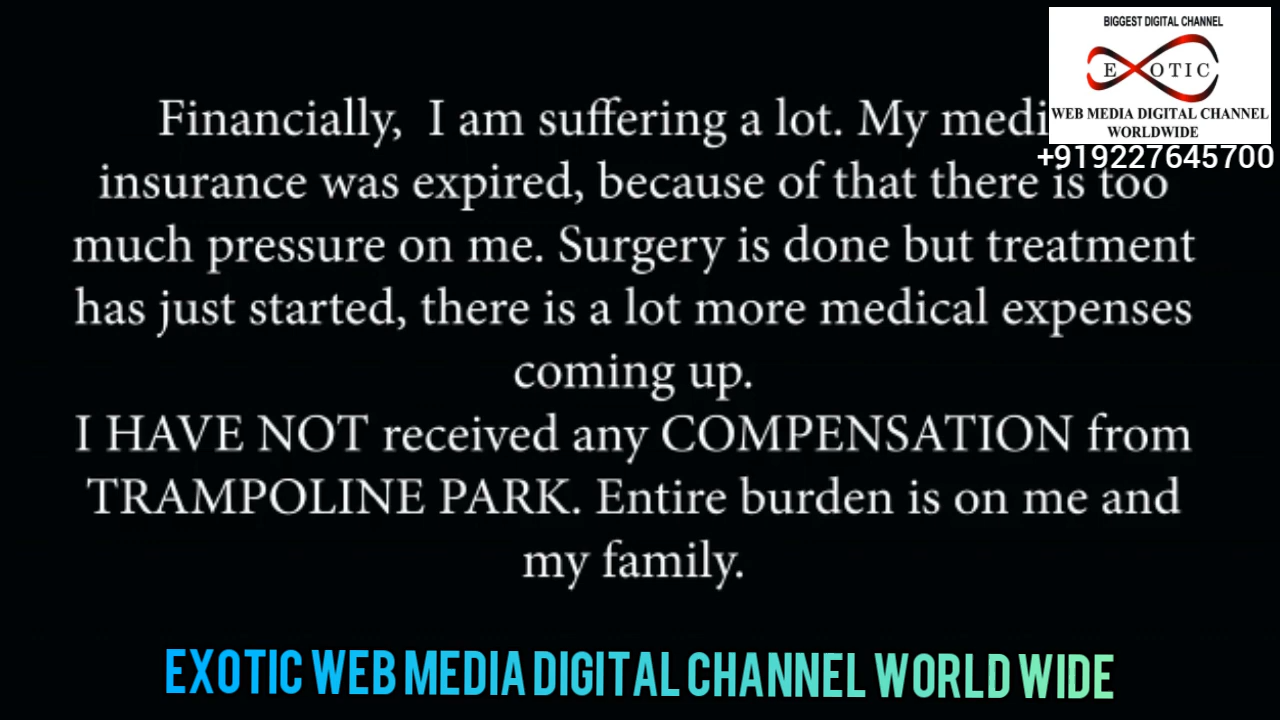 BIGGEST DIGITAL CHANNEL
EXOTIC
WEB MEDIA DIGITAL CHANNEL
WORLDWIDE
+919227645700
Financially, I am suffering a lot. My medi
insurance was expired, because of that there is too
much pressure on me. Surgery is done but treatment
has just started, there is a lot more medical expenses
coming up.
I HAVE NOT received any COMPENSATION from
TRAMPOLINE PARK. Entire burden is on me and
my family.
EXOTIC WEB MEDIA DIGITAL CHANNEL WORLD WIDE